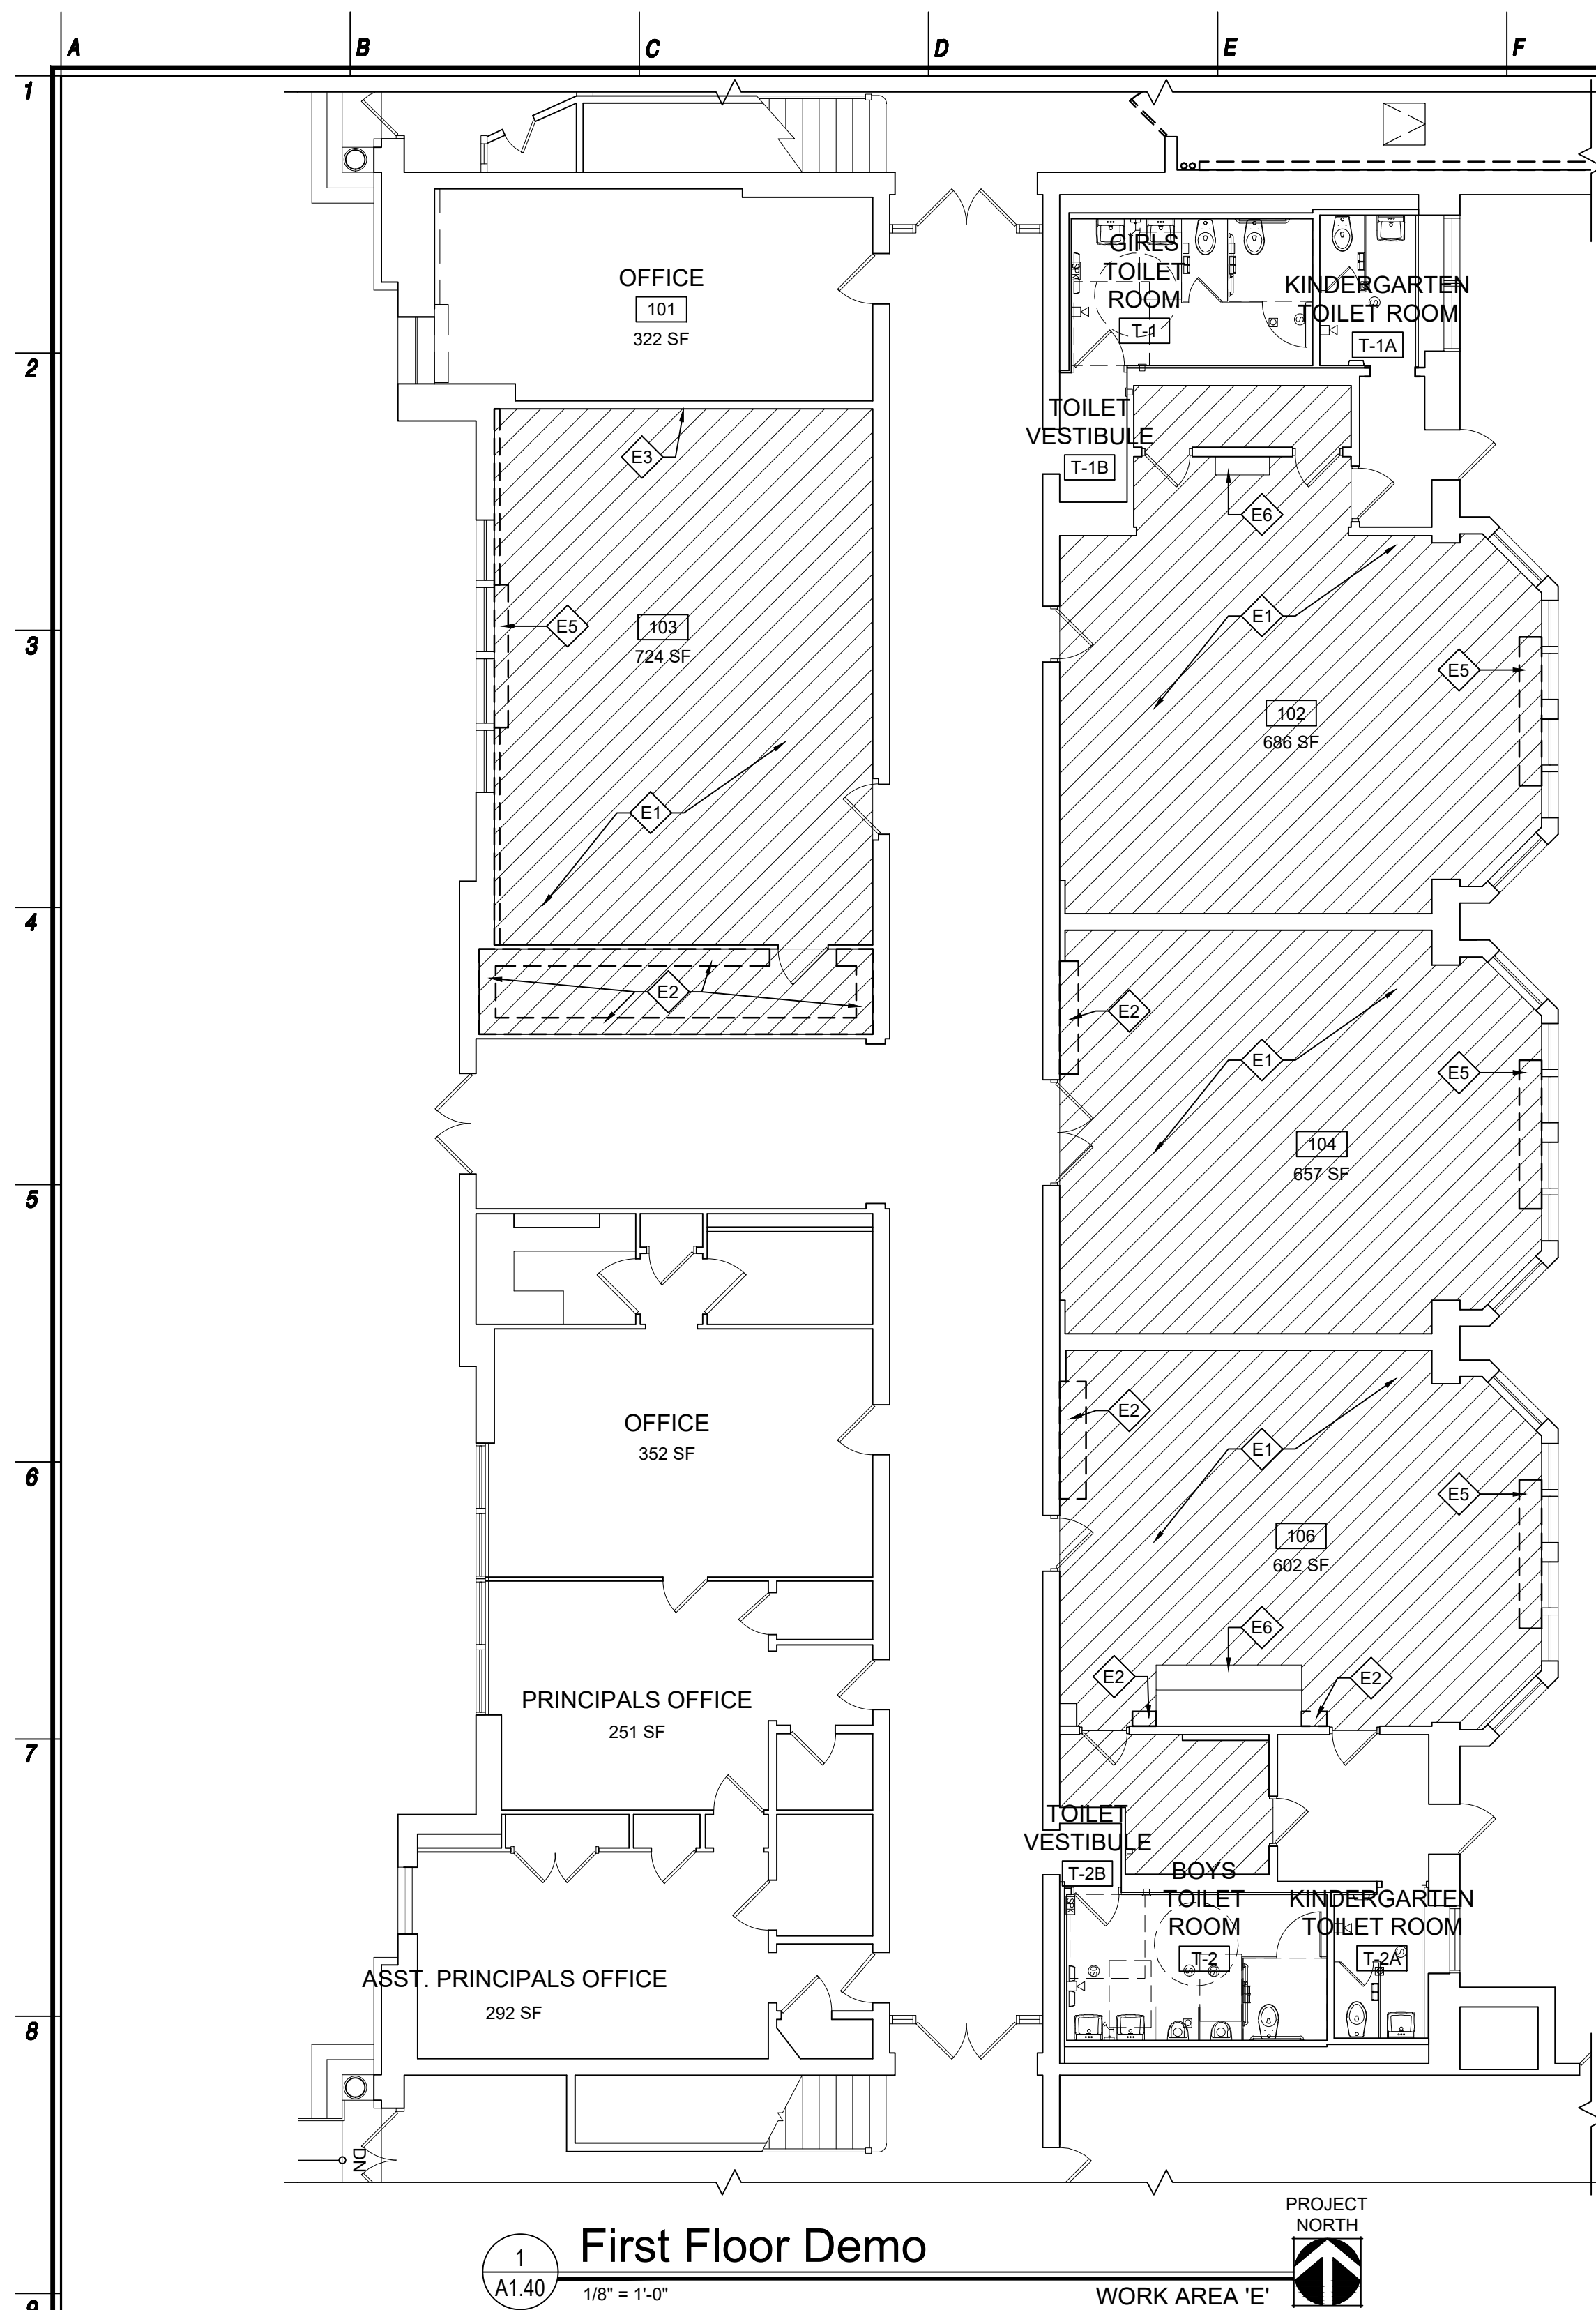 A B C D E F
1
OFFICE
101
322 SF
GIRLS
TOILET
ROOM
T-1
KINDERGARTEN
TOILET ROOM
T-1A
2
TOILET
VESTIBULE
T-1B
E3
E6
E1
3
E5
103
724 SF
E5
102
686 SF
E1
4
E2
E2
E1
E5
104
657 SF
5
OFFICE
352 SF
E2
E1
6
E5
106
602 SF
E6
E2
E2
PRINCIPALS OFFICE
251 SF
7
TOILET
VESTIBULE
T-2B
BOYS
TOILET
ROOM
T-2
KINDERGARTEN
TOILET ROOM
T-2A
ASST. PRINCIPALS OFFICE
292 SF
8
DN
PROJECT
NORTH
1
A1.40
First Floor Demo
1/8" = 1'-0"
WORK AREA 'E'
9